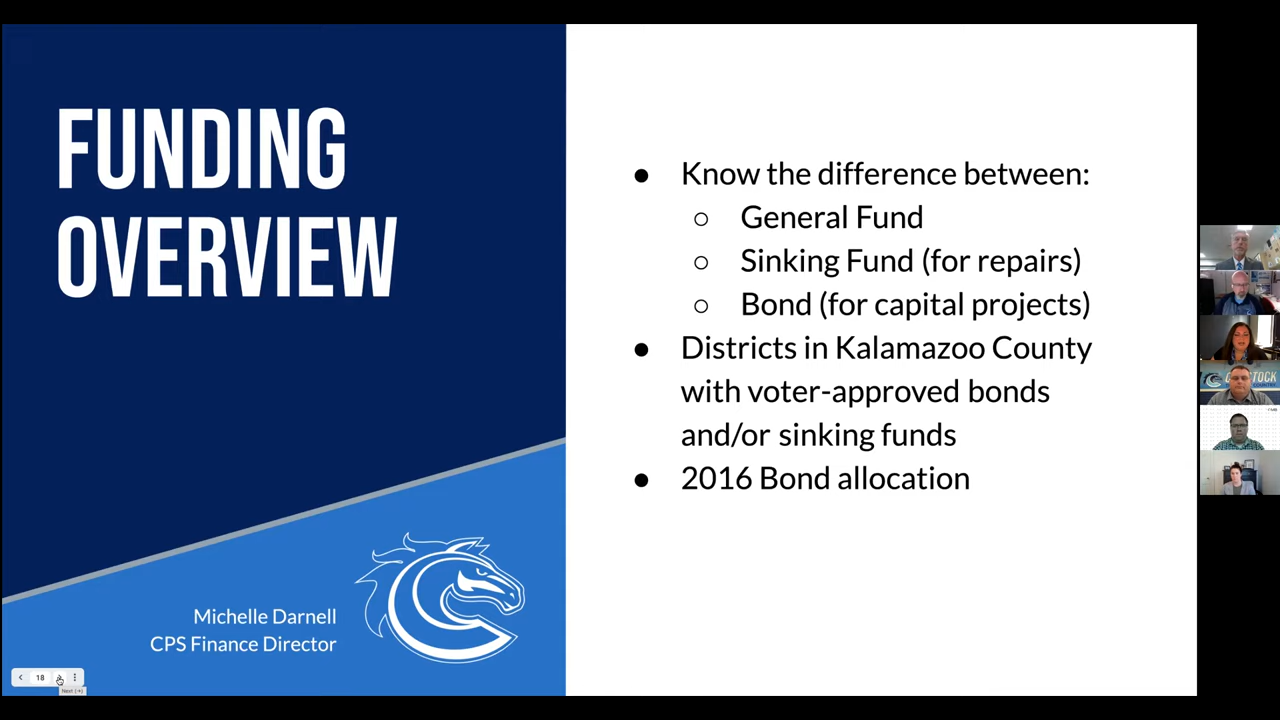 FUNDING
OVERVIEW
● Know the difference between:
○ General Fund
○ Sinking Fund (for repairs)
○ Bond (for capital projects)
● Districts in Kalamazoo County
with voter-approved bonds
and/or sinking funds
● 2016 Bond allocation
Michelle Darnell
CPS Finance Director
18